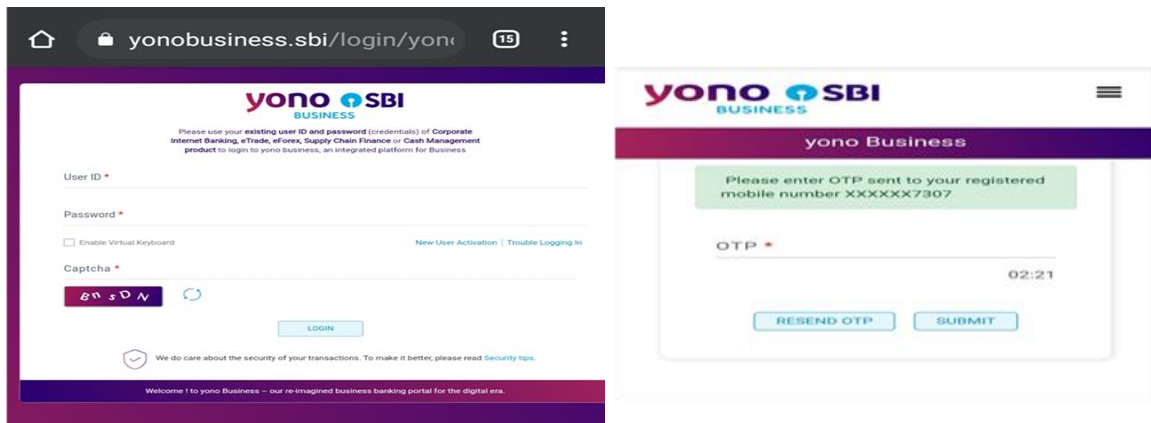 yonobusiness.sbi/login/yono
15
yono SBI
BUSINESS
Please use your existing user ID and password (credentials) of Corporate
Internet Banking, eTrade, eForex, Supply Chain Finance or Cash Management
product to login to yono business, an integrated platform for Business
User ID *
Password *
Enable Virtual Keyboard
New User Activation | Trouble Logging In
Captcha *
Bn s D N
LOGIN
We do care about the security of your transactions. To make it better, please read Security tips.
Welcome ! to yono Business – our re-imagined business banking portal for the digital era.
yono SBI
BUSINESS
yono Business
Please enter OTP sent to your registered
mobile number XXXXXX7307
OTP *
02:21
RESEND OTP
SUBMIT